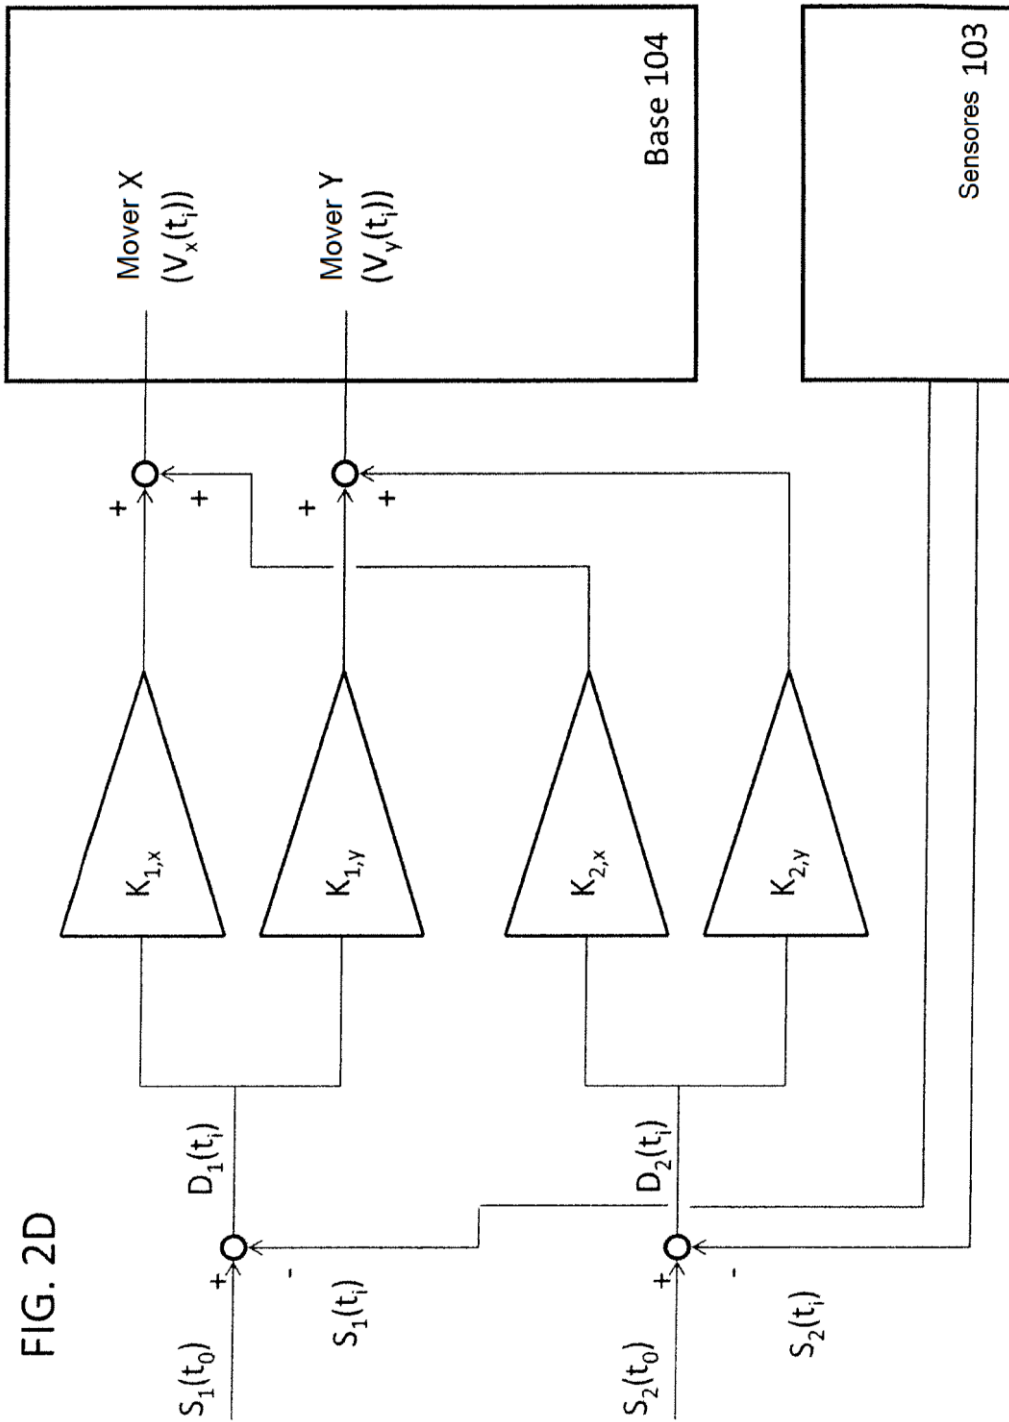 FIG. 2D
S₁(t₀)
+
-
S₁(tᵢ)
D₁(tᵢ)
K₁,ₓ
K₁,y
+
+
+
+
Mover X
(Vₓ(tᵢ))
Mover Y
(Vy(tᵢ))
Base 104
S₂(t₀)
+
-
S₂(tᵢ)
D₂(tᵢ)
K₂,ₓ
K₂,y
Sensores 103